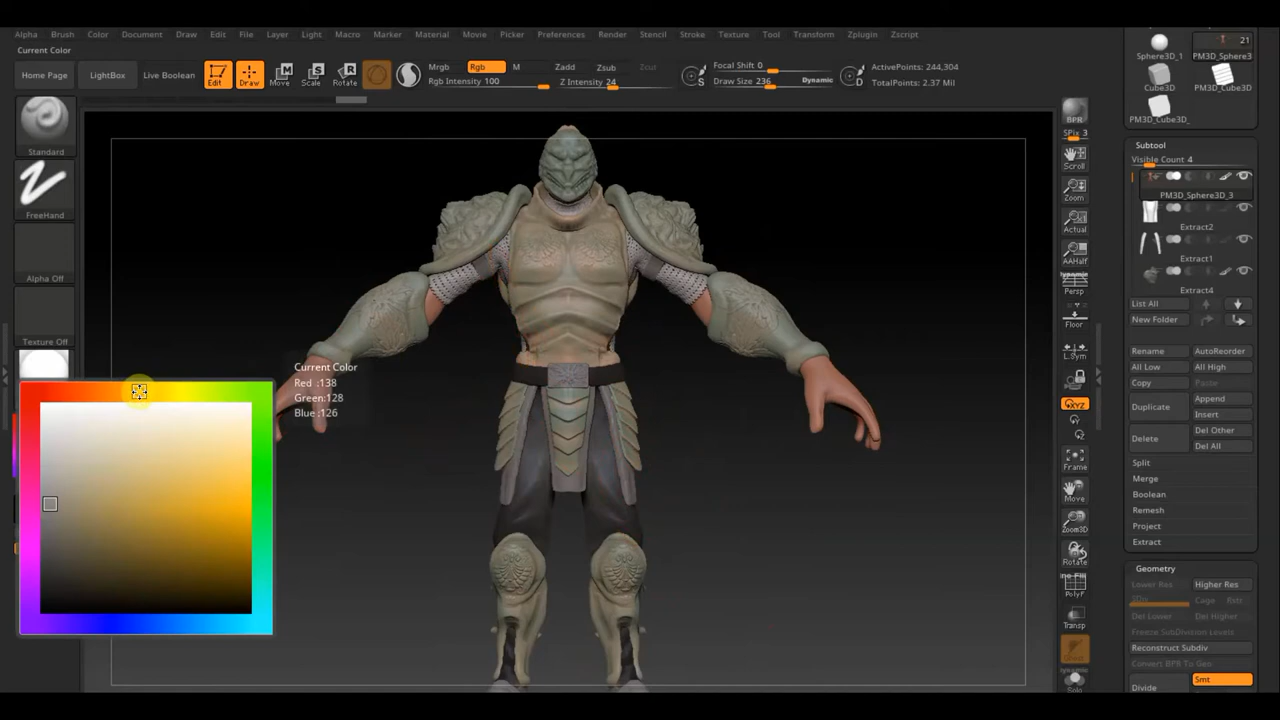 Alpha Brush Color Document Draw Edit File Layer Light Macro Marker Material Movie Picker Preferences Render Stencil Stroke Texture Tool Transform Zplugin Zscript
Current Color
Home Page
LightBox
Live Boolean
Edit
Draw
Move
Scale
Rotate
Mrgb
Rgb
M
Rgb Intensity 100
Zadd
Zsub
Zcut
Z Intensity 24
S
Focal Shift 0
Draw Size 236
Dynamic
D
ActivePoints: 244,304
TotalPoints: 2.37 Mil
Standard
FreeHand
Alpha Off
Texture Off
Current Color
Red :138
Green:128
Blue :126
BPR
SPix 3
Scroll
Zoom
Actual
AAHalf
Persp
Floor
L.Sym
XYZ
Y
Z
Frame
Move
Zoom3D
Rotate
PolyF
Transp
Solo
21
Sphere3D_1
PM3D_Sphere3
Cube3D
PM3D_Cube3D
PM3D_Cube3D_
Subtool
Visible Count 4
PM3D_Sphere3D_3
Extract2
Extract1
Extract4
List All
New Folder
Rename
AutoReorder
All Low
All High
Copy
Paste
Duplicate
Append
Insert
Delete
Del Other
Del All
Split
Merge
Boolean
Remesh
Project
Extract
Geometry
Lower Res
Higher Res
SDiv
Cage
Rstr
Del Lower
Del Higher
Freeze SubDivision Levels
Reconstruct Subdiv
Convert BPR To Geo
Divide
Smt